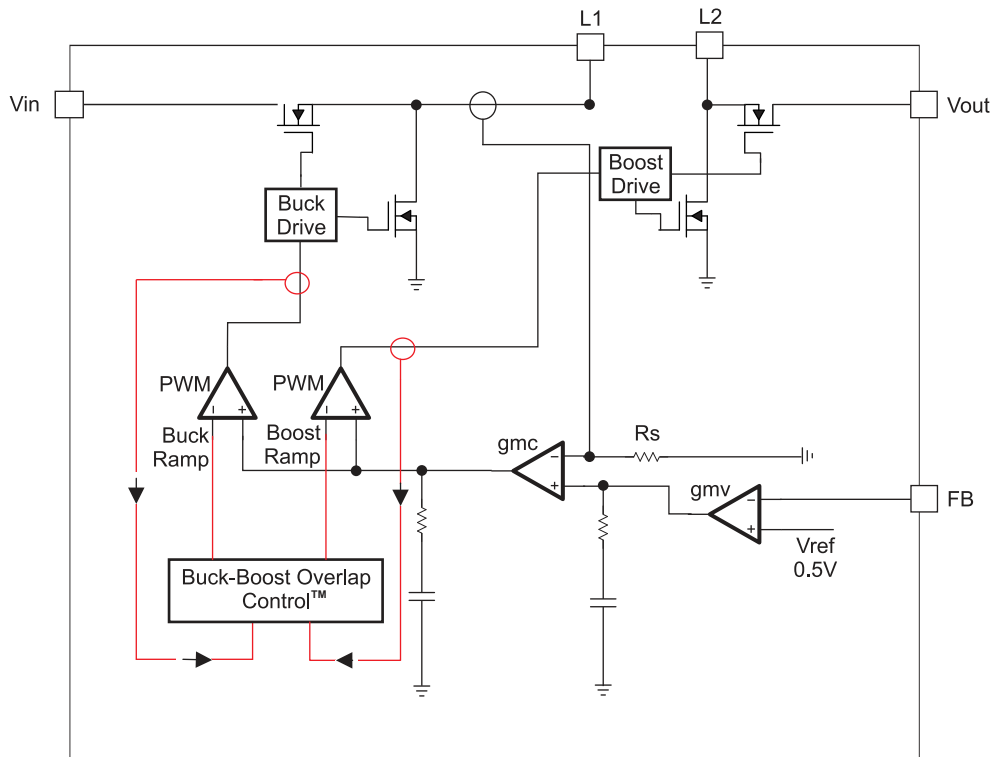 L1
L2
Vin
Vout
Boost
Drive
Buck
Drive
PWM
PWM
Buck
Ramp
Boost
Ramp
gmc
Rs
gmv
FB
Vref
0.5V
Buck-Boost Overlap
Control™